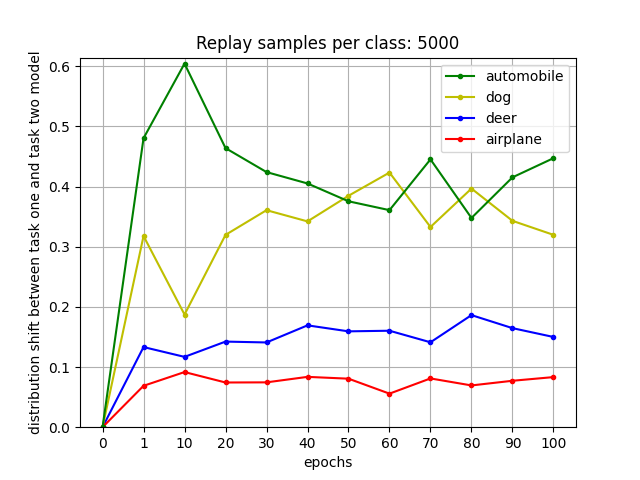 Replay samples per class: 5000
distribution shift between task one and task two model
0.6
0.5
0.4
0.3
0.2
0.1
0.0
automobile
dog
deer
airplane
0 1 10 20 30 40 50 60 70 80 90 100
epochs